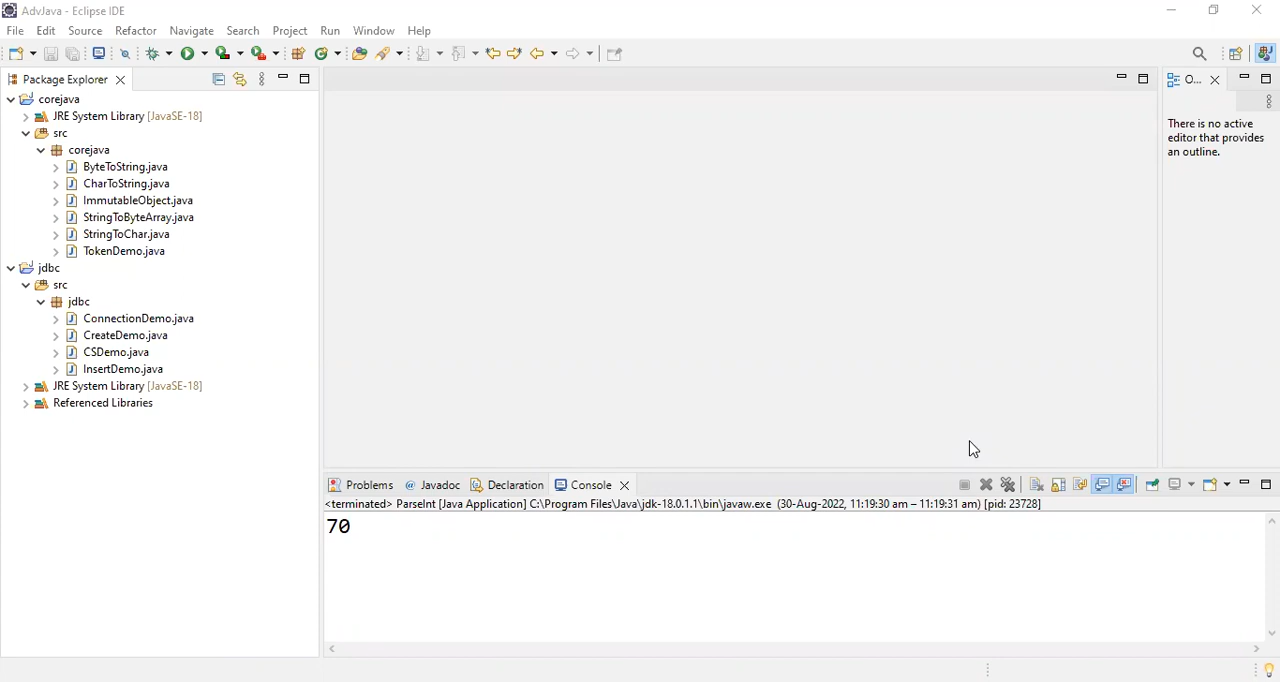 AdvJava - Eclipse IDE
File Edit Source Refactor Navigate Search Project Run Window Help
Package Explorer
corejava
JRE System Library [JavaSE-18]
src
corejava
ByteToString.java
CharToString.java
ImmutableObject.java
StringToByteArray.java
StringToChar.java
TokenDemo.java
jdbc
src
jdbc
ConnectionDemo.java
CreateDemo.java
CSDemo.java
InsertDemo.java
JRE System Library [JavaSE-18]
Referenced Libraries
O...
There is no active
editor that provides
an outline.
Problems @ Javadoc Declaration Console
<terminated> ParseInt [Java Application] C:\Program Files\Java\jdk-18.0.1.1\bin\javaw.exe (30-Aug-2022, 11:19:30 am – 11:19:31 am) [pid: 23728]
70